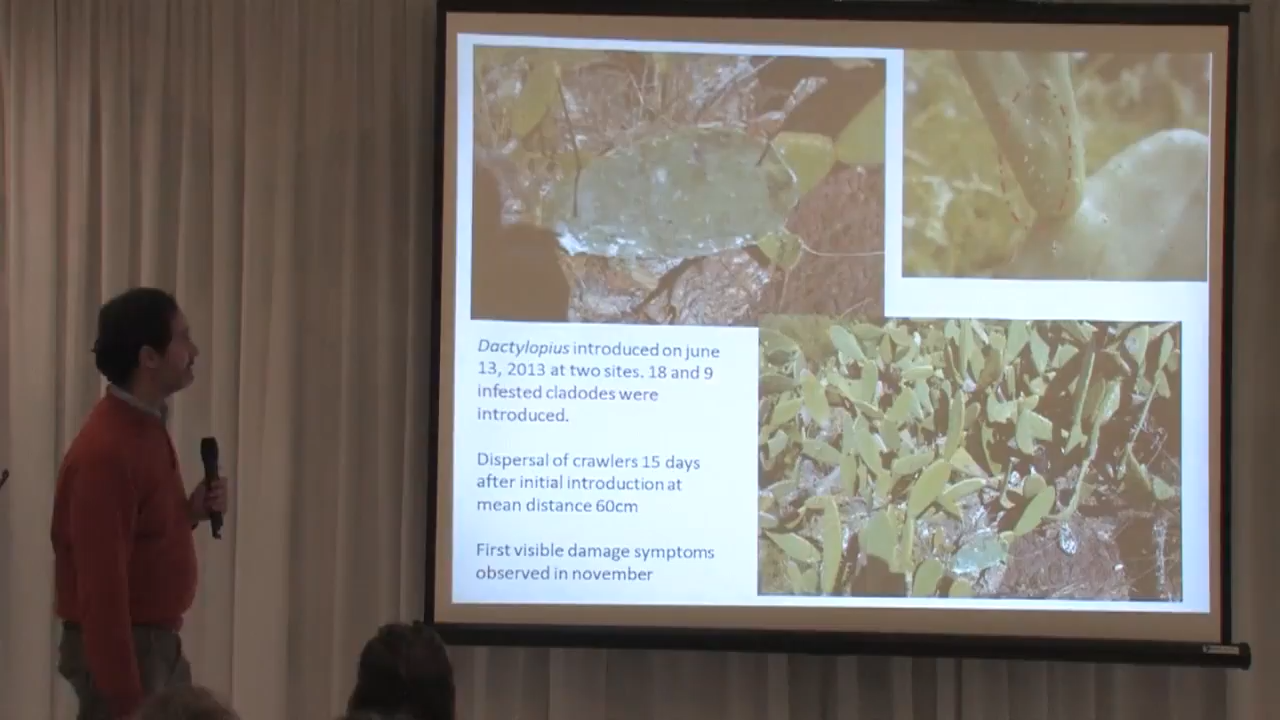 Dactylopius introduced on june
13, 2013 at two sites. 18 and 9
infested cladodes were
introduced.
Dispersal of crawlers 15 days
after initial introduction at
mean distance 60cm
First visible damage symptoms
observed in november